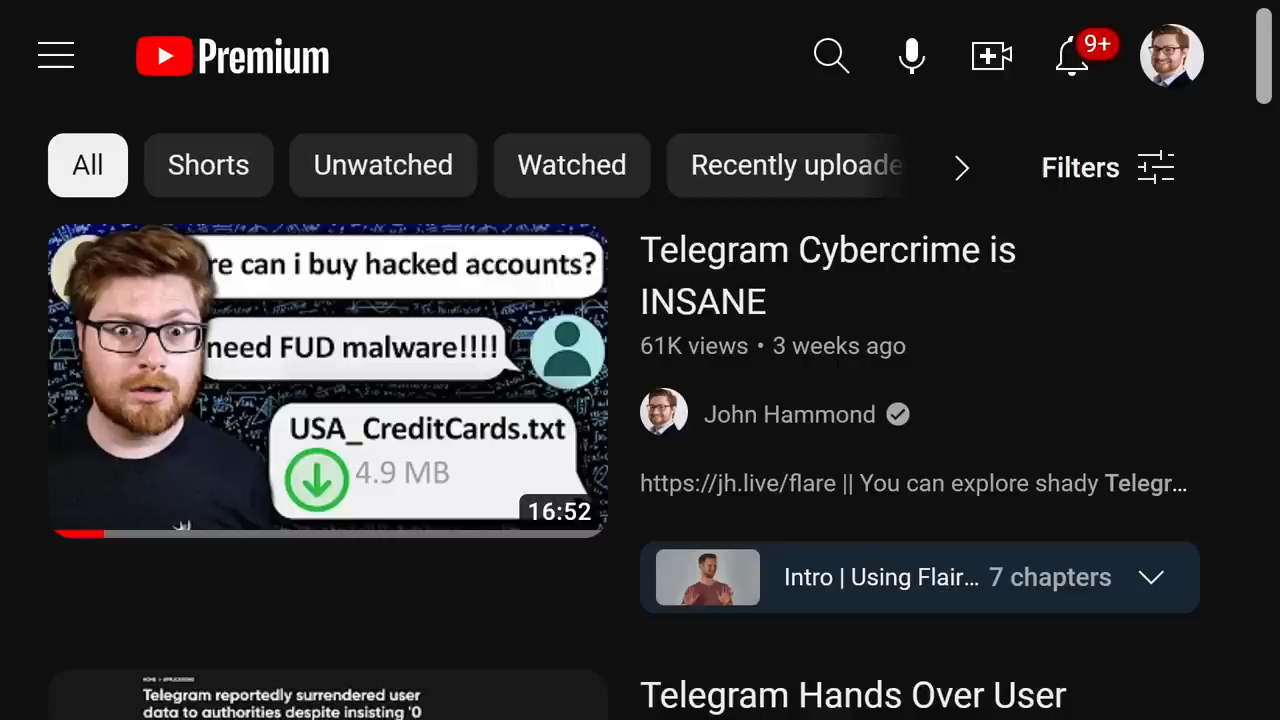 Premium
9+
All
Shorts
Unwatched
Watched
Recently uploade
Filters
re can i buy hacked accounts?
need FUD malware!!!!
USA_CreditCards.txt
4.9 MB
16:52
Telegram Cybercrime is
INSANE
61K views • 3 weeks ago
John Hammond
https://jh.live/flare || You can explore shady Telegr...
Intro | Using Flair... 7 chapters
HOME > APPLICATIONS
Telegram reportedly surrendered user
data to authorities despite insisting '0
Telegram Hands Over User